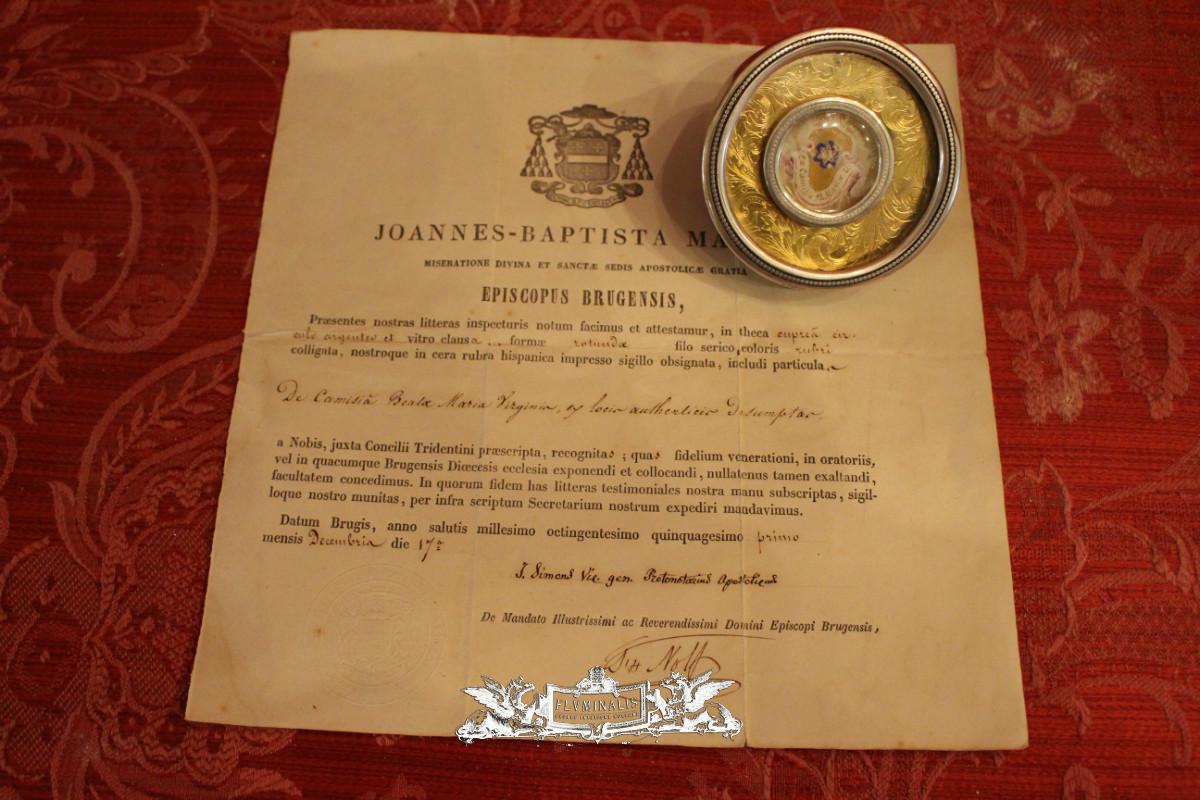 JOANNES-BAPTISTA MA
MISERATIONE DIVINA ET SANCTÆ SEDIS APOSTOLICÆ GRATIA
EPISCOPUS BRUGENSIS,
Præsentes nostras litteras inspecturis notum facimus et attestamur, in theca cupreâ cir-
culo argenteo et vitro clausa formæ rotundæ filo serico, coloris rubri
colligata, nostroque in cera rubra hispanica impresso sigillo obsignata, includi particulas
De Camisiâ Beatæ Mariæ Virginis, ex locis authenticis desumptas.
a Nobis, juxta Concilii Tridentini præscripta, recognitas ; quas fidelium venerationi, in oratoriis,
vel in quacumque Brugensis Diœcesis ecclesia exponendi et collocandi, nullatenus tamen exaltandi,
facultatem concedimus. In quorum fidem has litteras testimoniales nostra manu subscriptas, sigil-
loque nostro munitas, per infra scriptum Secretarium nostrum expediri mandavimus.
Datum Brugis, anno salutis millesimo octingentesimo quinquagesimo primo
mensis Decembris die 17ª
J. Simons Vic. gen. Protonotarius Apostolicus
De Mandato Illustrissimi ac Reverendissimi Domini Episcopi Brugensis,
FLUMINALIS